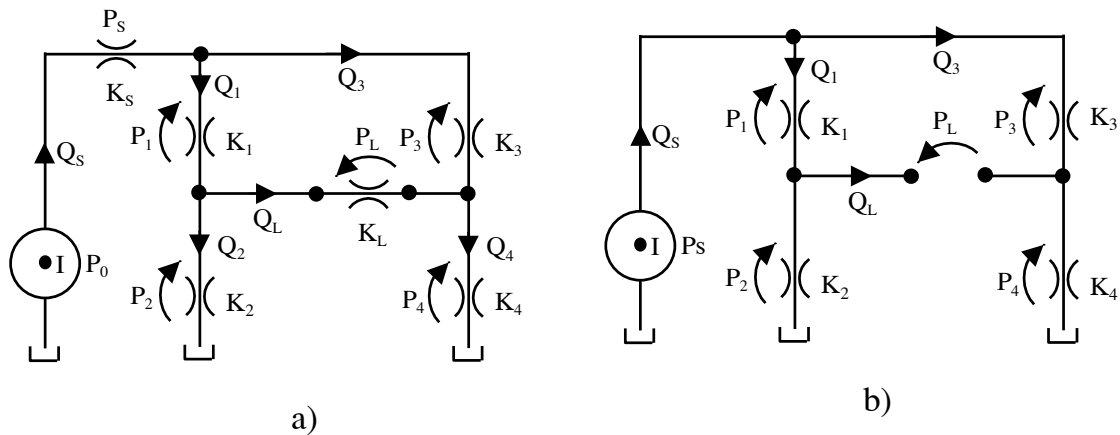 P_S
K_S
Q_3
Q_1
P_1
K_1
P_L
P_3
K_3
Q_S
Q_L
K_L
Q_2
Q_4
I
P_0
P_2
K_2
P_4
K_4
a)
Q_1
Q_3
P_1
K_1
P_L
P_3
K_3
Q_S
Q_L
I
Ps
P_2
K_2
P_4
K_4
b)